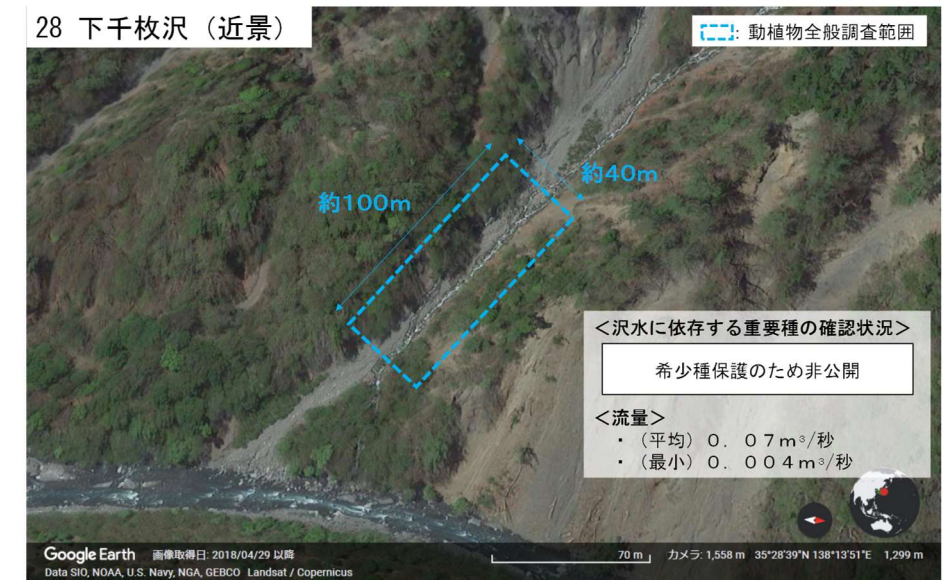 28 下千枚沢（近景）
: 動植物全般調査範囲
約40m
約100m
＜沢水に依存する重要種の確認状況＞
希少種保護のため非公開
＜流量＞
・（平均）０．０７ｍ³/秒
・（最小）０．００４ｍ³/秒
Google Earth 画像取得日: 2018/04/29 以降
70 m カメラ: 1,558 m 35°28'39"N 138°13'51"E 1,299 m
Data SIO, NOAA, U.S. Navy, NGA, GEBCO Landsat / Copernicus